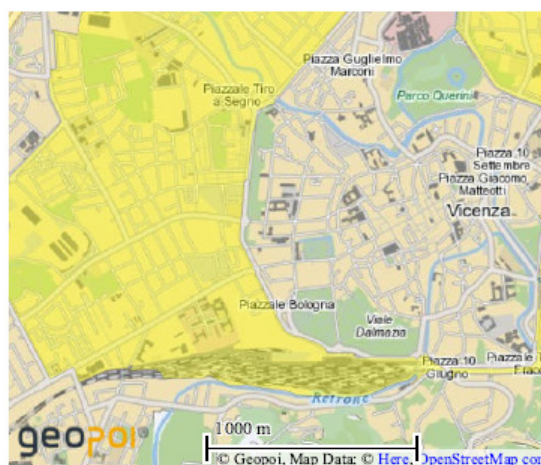 Piazza Guglielmo
Marconi
Piazzale Tiro
a Segno
Parco Querini
Piazza 10
Settembre
Piazza Giacomo
Matteotti
Vicenza
Piazzale Bologna
Viale
Dalmazia
Piazza 10
Giugno
Piazzale
Retrone
1000 m
geopoi®
© Geopoi, Map Data: © Here, OpenStreetMap con